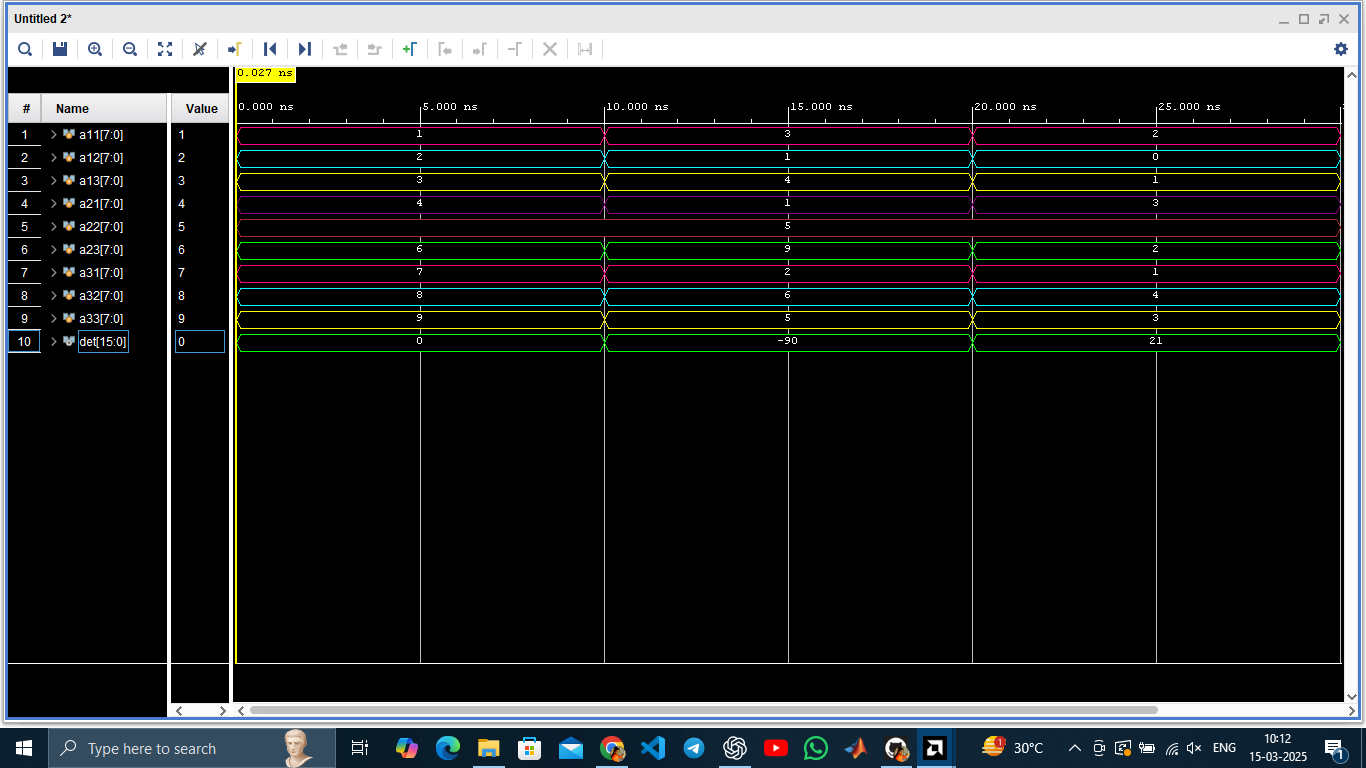 Untitled 2*
0.027 ns
0.000 ns 5.000 ns 10.000 ns 15.000 ns 20.000 ns 25.000 ns
# Name Value
1 a11[7:0] 1 1 3 2
2 a12[7:0] 2 2 1 0
3 a13[7:0] 3 3 4 1
4 a21[7:0] 4 4 1 3
5 a22[7:0] 5 5
6 a23[7:0] 6 6 9 2
7 a31[7:0] 7 7 2 1
8 a32[7:0] 8 8 6 4
9 a33[7:0] 9 9 5 3
10 det[15:0] 0 0 -90 21
Type here to search
1
30°C
ENG
10:12
15-03-2025
1